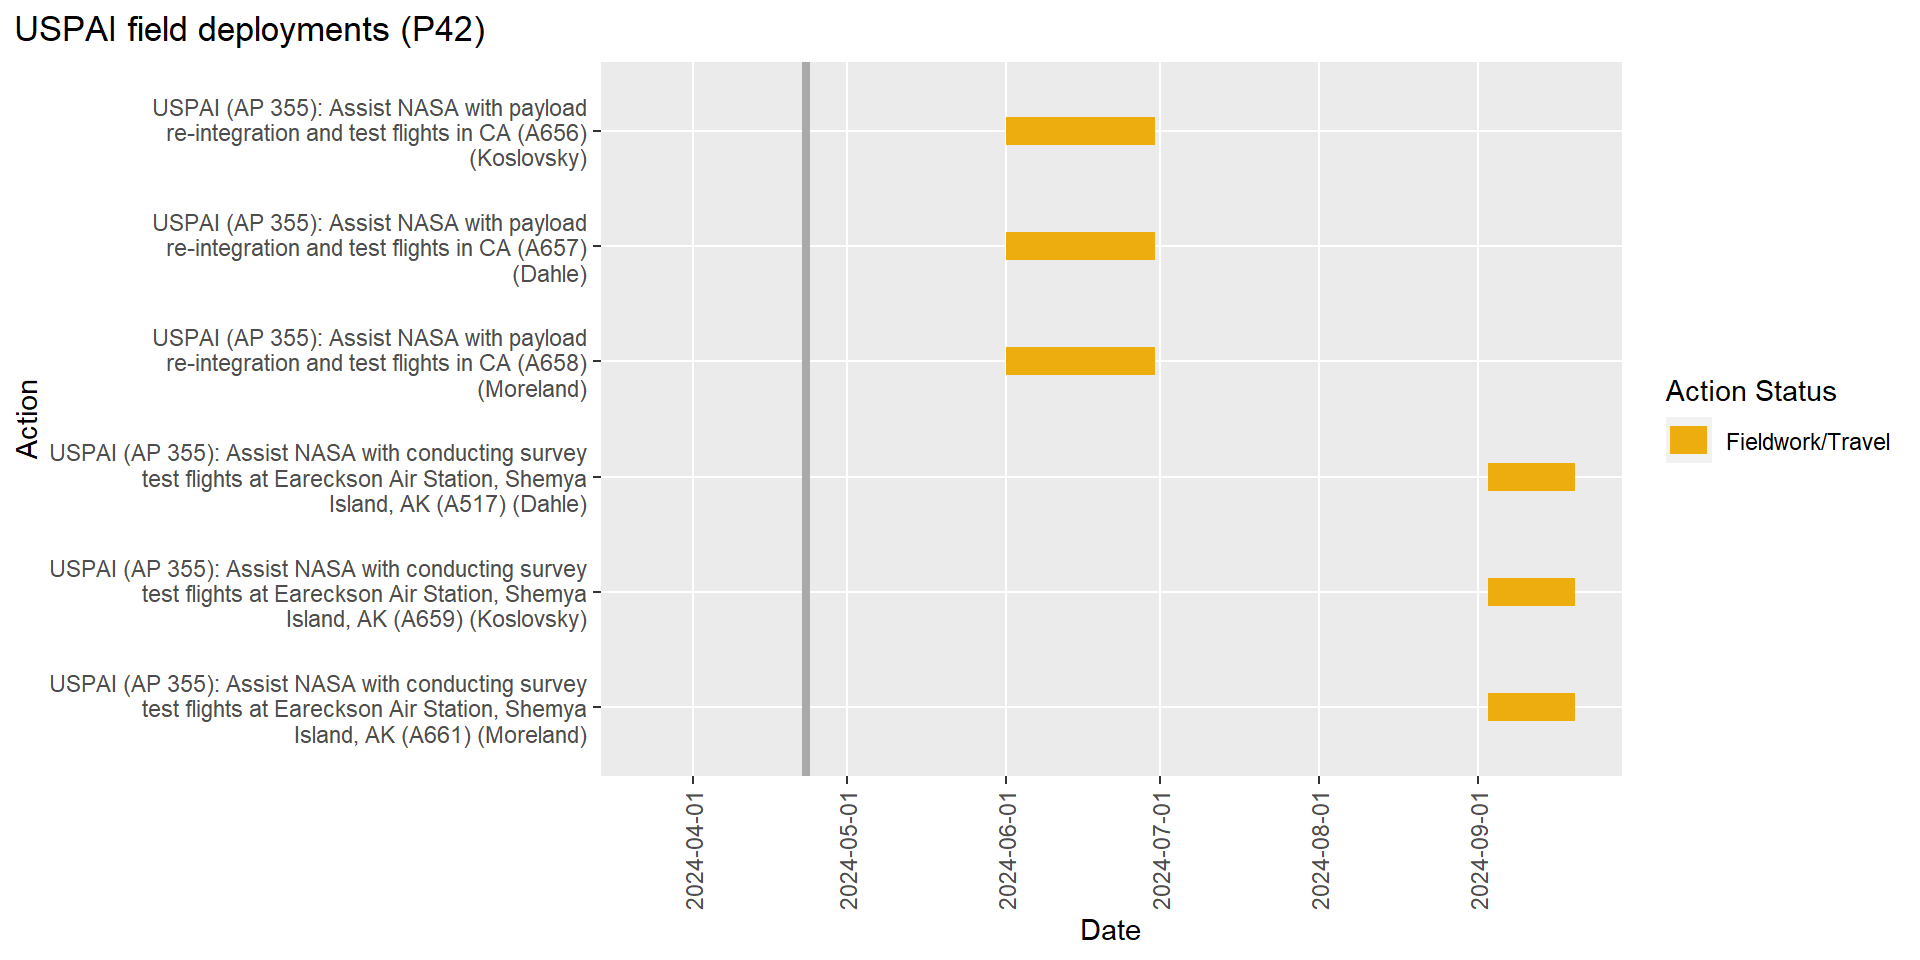 USPAI field deployments (P42)
USPAI (AP 355): Assist NASA with payload
re-integration and test flights in CA (A656)
(Koslovsky)
USPAI (AP 355): Assist NASA with payload
re-integration and test flights in CA (A657)
(Dahle)
USPAI (AP 355): Assist NASA with payload
re-integration and test flights in CA (A658)
(Moreland)
USPAI (AP 355): Assist NASA with conducting survey
test flights at Eareckson Air Station, Shemya
Island, AK (A517) (Dahle)
USPAI (AP 355): Assist NASA with conducting survey
test flights at Eareckson Air Station, Shemya
Island, AK (A659) (Koslovsky)
USPAI (AP 355): Assist NASA with conducting survey
test flights at Eareckson Air Station, Shemya
Island, AK (A661) (Moreland)
Action
2024-04-01
2024-05-01
2024-06-01
2024-07-01
2024-08-01
2024-09-01
Date
Action Status
Fieldwork/Travel